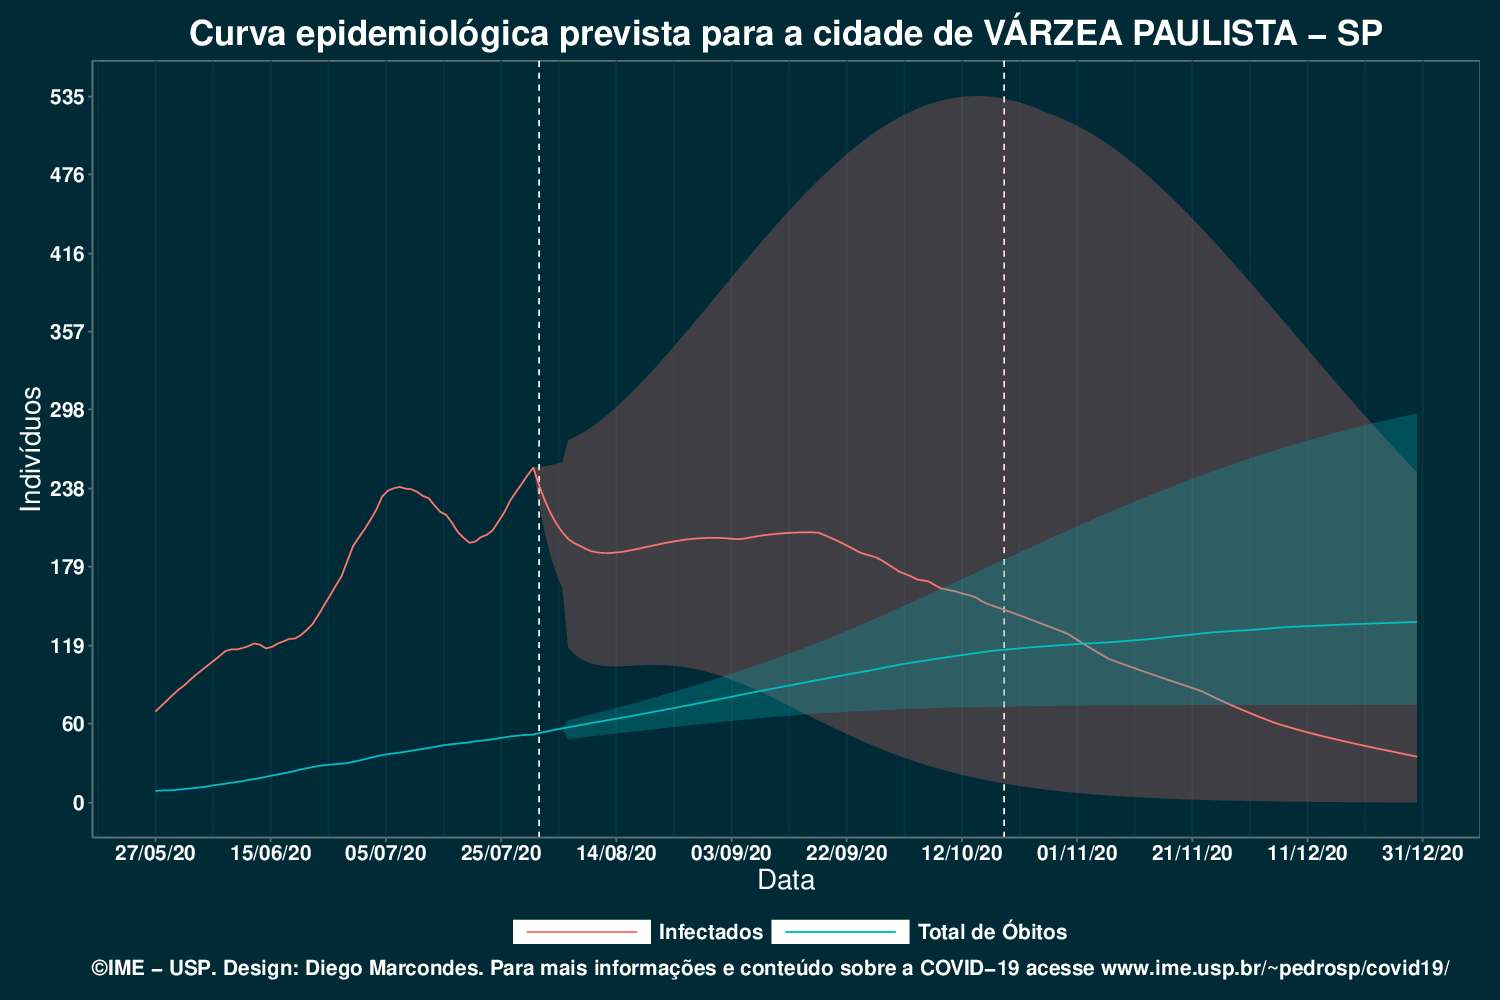 Curva epidemiológica prevista para a cidade de VÁRZEA PAULISTA – SP
535
476
416
357
298
238
179
119
60
0
Indivíduos
27/05/20 15/06/20 05/07/20 25/07/20 14/08/20 03/09/20 22/09/20 12/10/20 01/11/20 21/11/20 11/12/20 31/12/20
Data
Infectados Total de Óbitos
©IME – USP. Design: Diego Marcondes. Para mais informações e conteúdo sobre a COVID–19 acesse www.ime.usp.br/~pedrosp/covid19/